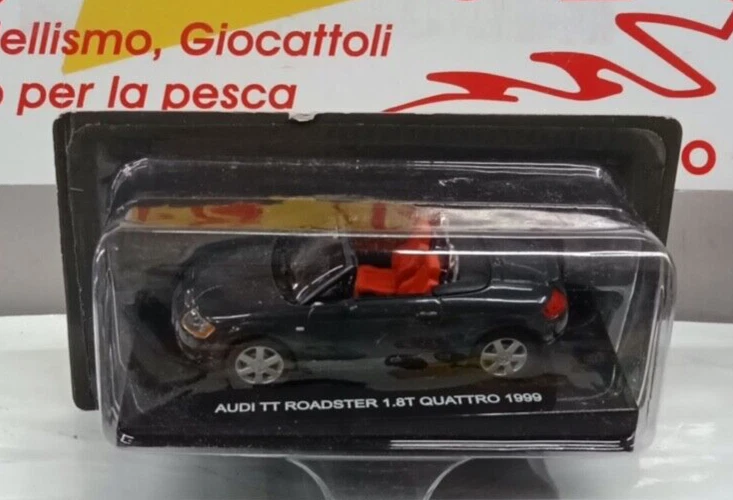 ellismo, Giocattoli
per la pesca
o
AUDI TT ROADSTER 1.8T QUATTRO 1999